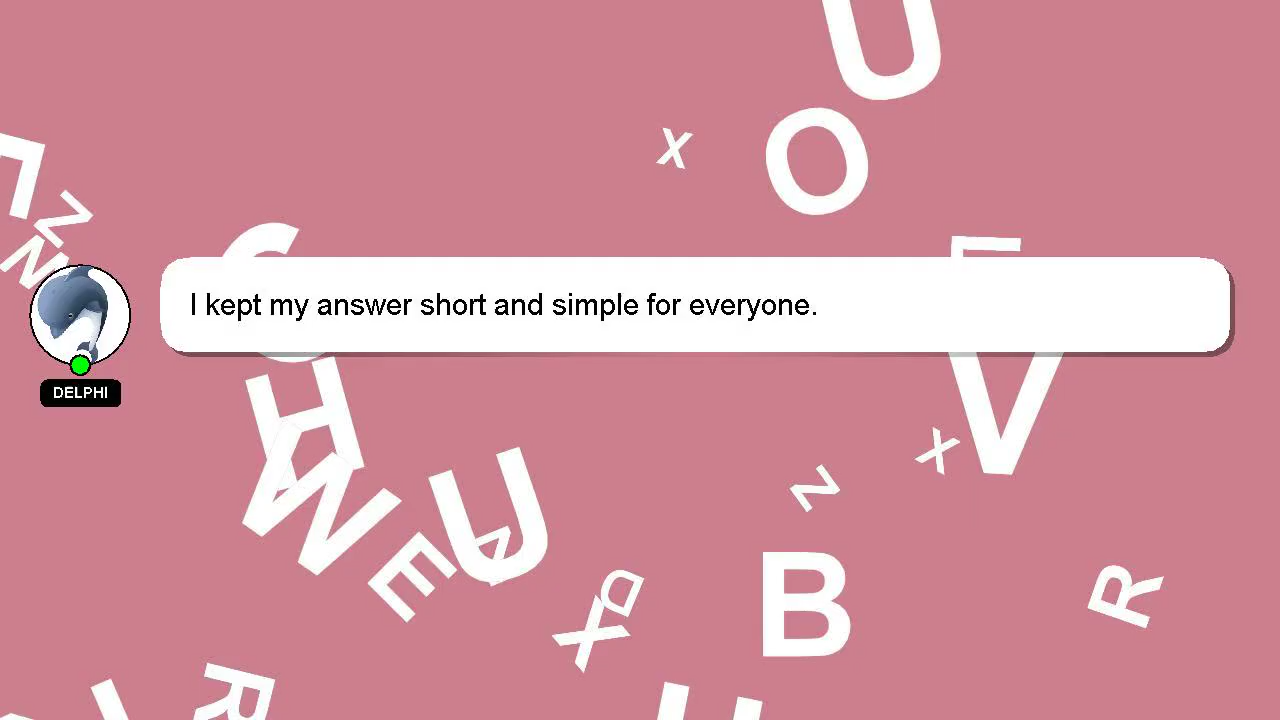 I kept my answer short and simple for everyone.
DELPHI
U
O
X
Z
N
H
W
E
U
Z
D
X
B
Z
X
V
R
R